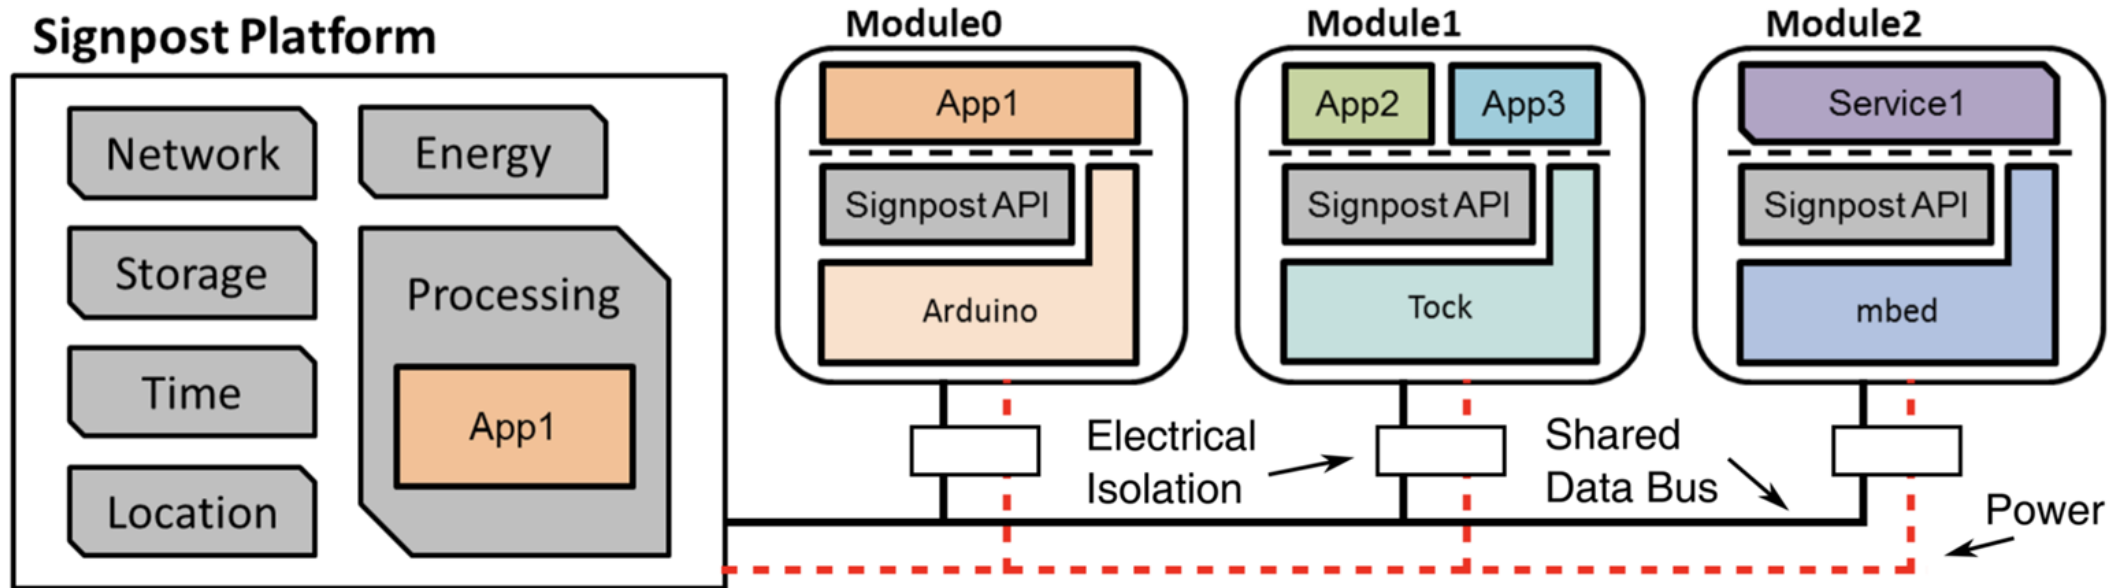 Signpost Platform
Network
Energy
Storage
Processing
Time
App1
Location
Module0
App1
Signpost API
Arduino
Module1
App2
App3
Signpost API
Tock
Module2
Service1
Signpost API
mbed
Electrical
Isolation
Shared
Data Bus
Power